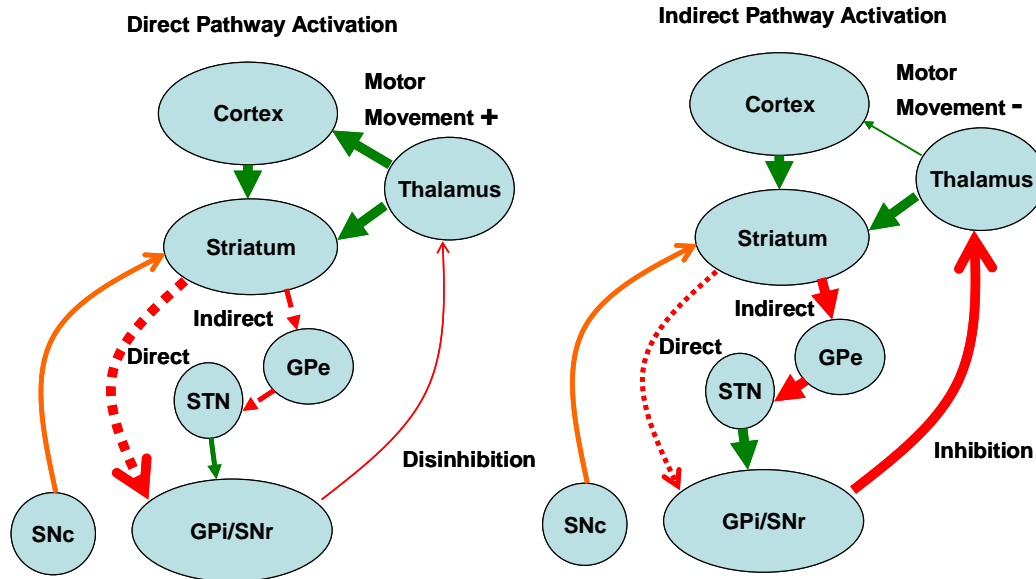 Direct Pathway Activation
Cortex
Motor
Movement +
Thalamus
Striatum
Indirect
Direct
GPe
STN
Disinhibition
SNc
GPi/SNr
Indirect Pathway Activation
Cortex
Motor
Movement -
Thalamus
Striatum
Indirect
Direct
GPe
STN
Inhibition
SNc
GPi/SNr